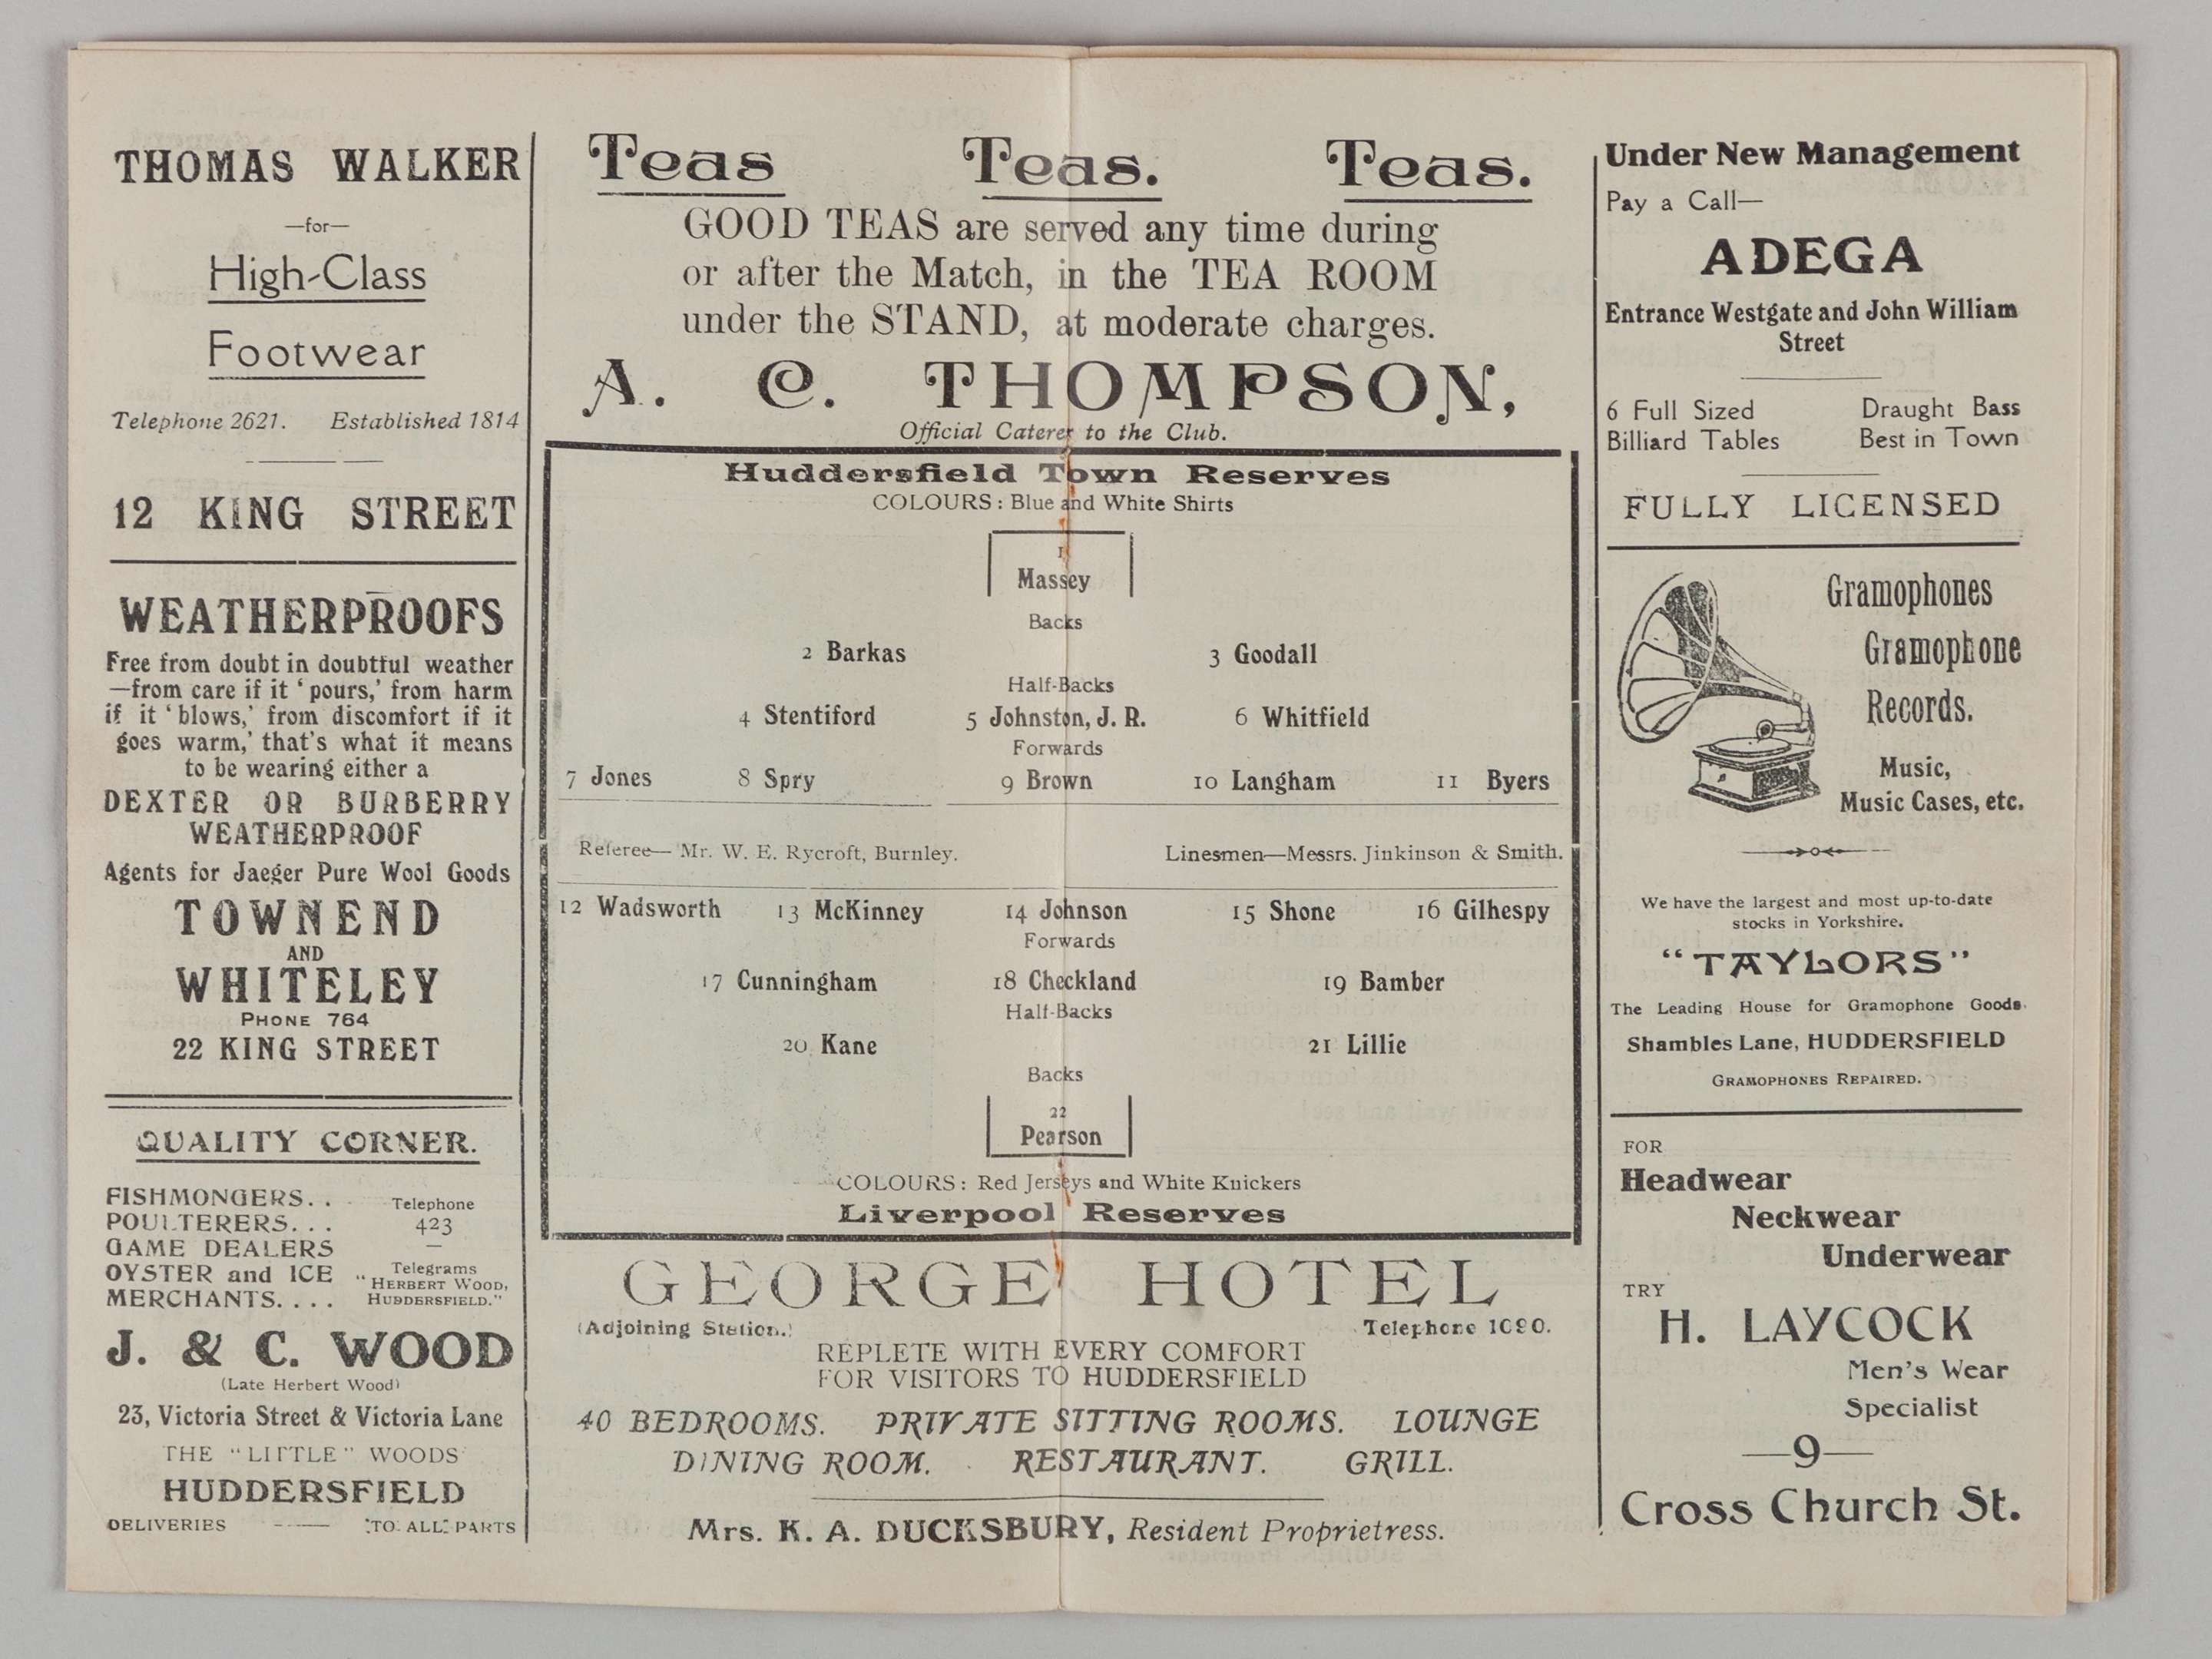 THOMAS WALKER
—for—
High-Class
Footwear
Telephone 2621. Established 1814
12 KING STREET
WEATHERPROOFS
Free from doubt in doubtful weather
—from care if it ‘pours,’ from harm
if it ‘blows,’ from discomfort if it
goes warm,’ that's what it means
to be wearing either a
DEXTER OR BURBERRY
WEATHERPROOF
Agents for Jaeger Pure Wool Goods
TOWNEND
AND
WHITELEY
PHONE 764
22 KING STREET
QUALITY CORNER.
FISHMONGERS. .
POULTERERS. . .
GAME DEALERS
OYSTER and ICE
MERCHANTS. . . .
Telephone
423
—
Telegrams
“HERBERT WOOD,
HUDDERSFIELD.”
J. & C. WOOD
(Late Herbert Wood)
23, Victoria Street & Victoria Lane
THE “LITTLE” WOODS
HUDDERSFIELD
DELIVERIES —— TO ALL PARTS
Teas Teas. Teas.
GOOD TEAS are served any time during
or after the Match, in the TEA ROOM
under the STAND, at moderate charges.
A. C. THOMPSON,
Official Caterer to the Club.
Huddersfield Town Reserves
COLOURS: Blue and White Shirts
1
Massey
Backs
2 Barkas 3 Goodall
Half-Backs
4 Stentiford 5 Johnston, J. R. 6 Whitfield
Forwards
7 Jones 8 Spry 9 Brown 10 Langham 11 Byers
Referee— Mr. W. E. Rycroft, Burnley. Linesmen—Messrs. Jinkinson & Smith.
12 Wadsworth 13 McKinney 14 Johnson 15 Shone 16 Gilhespy
Forwards
17 Cunningham 18 Checkland 19 Bamber
Half-Backs
20 Kane 21 Lillie
Backs
22
Pearson
COLOURS: Red Jerseys and White Knickers
Liverpool Reserves
GEORGE HOTEL
(Adjoining Station.) Telephone 1090.
REPLETE WITH EVERY COMFORT
FOR VISITORS TO HUDDERSFIELD
40 BEDROOMS. PRIVATE SITTING ROOMS. LOUNGE
DINING ROOM. RESTAURANT. GRILL.
Mrs. K. A. DUCKSBURY, Resident Proprietress.
Under New Management
Pay a Call—
ADEGA
Entrance Westgate and John William
Street
6 Full Sized Draught Bass
Billiard Tables Best in Town
FULLY LICENSED
Gramophones
Gramophone
Records.
Music,
Music Cases, etc.
We have the largest and most up-to-date
stocks in Yorkshire.
“TAYLORS”
The Leading House for Gramophone Goods.
Shambles Lane, HUDDERSFIELD
GRAMOPHONES REPAIRED.
FOR
Headwear
Neckwear
Underwear
TRY
H. LAYCOCK
Men's Wear
Specialist
—9—
Cross Church St.